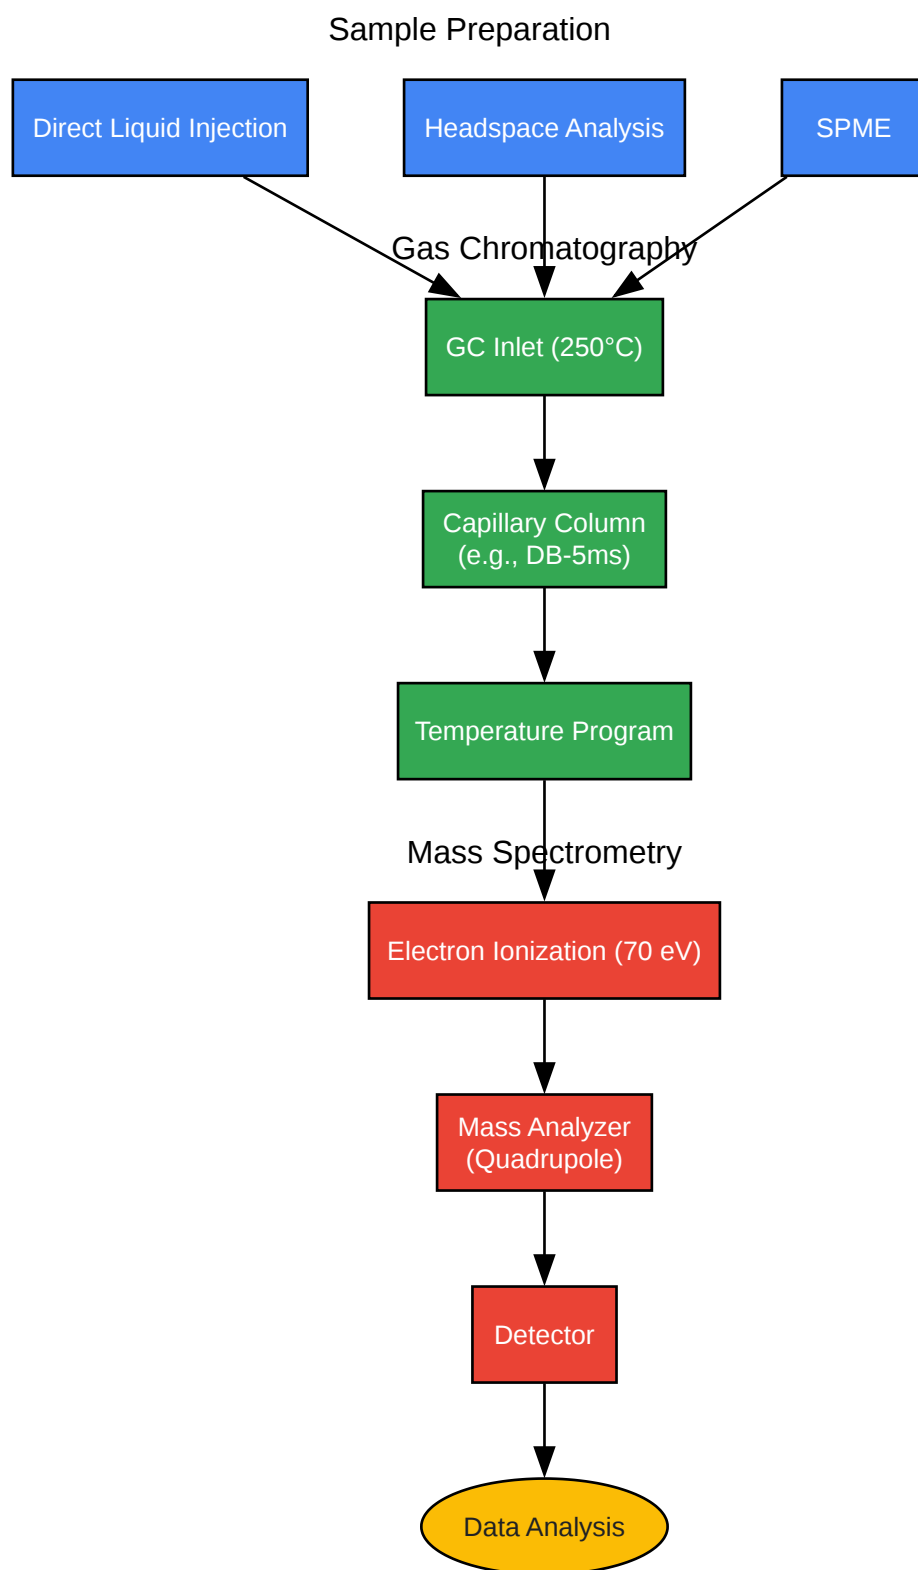 Sample Preparation
Direct Liquid Injection
Headspace Analysis
SPME
Gas Chromatography
GC Inlet (250°C)
Capillary Column
(e.g., DB-5ms)
Temperature Program
Mass Spectrometry
Electron Ionization (70 eV)
Mass Analyzer
(Quadrupole)
Detector
Data Analysis